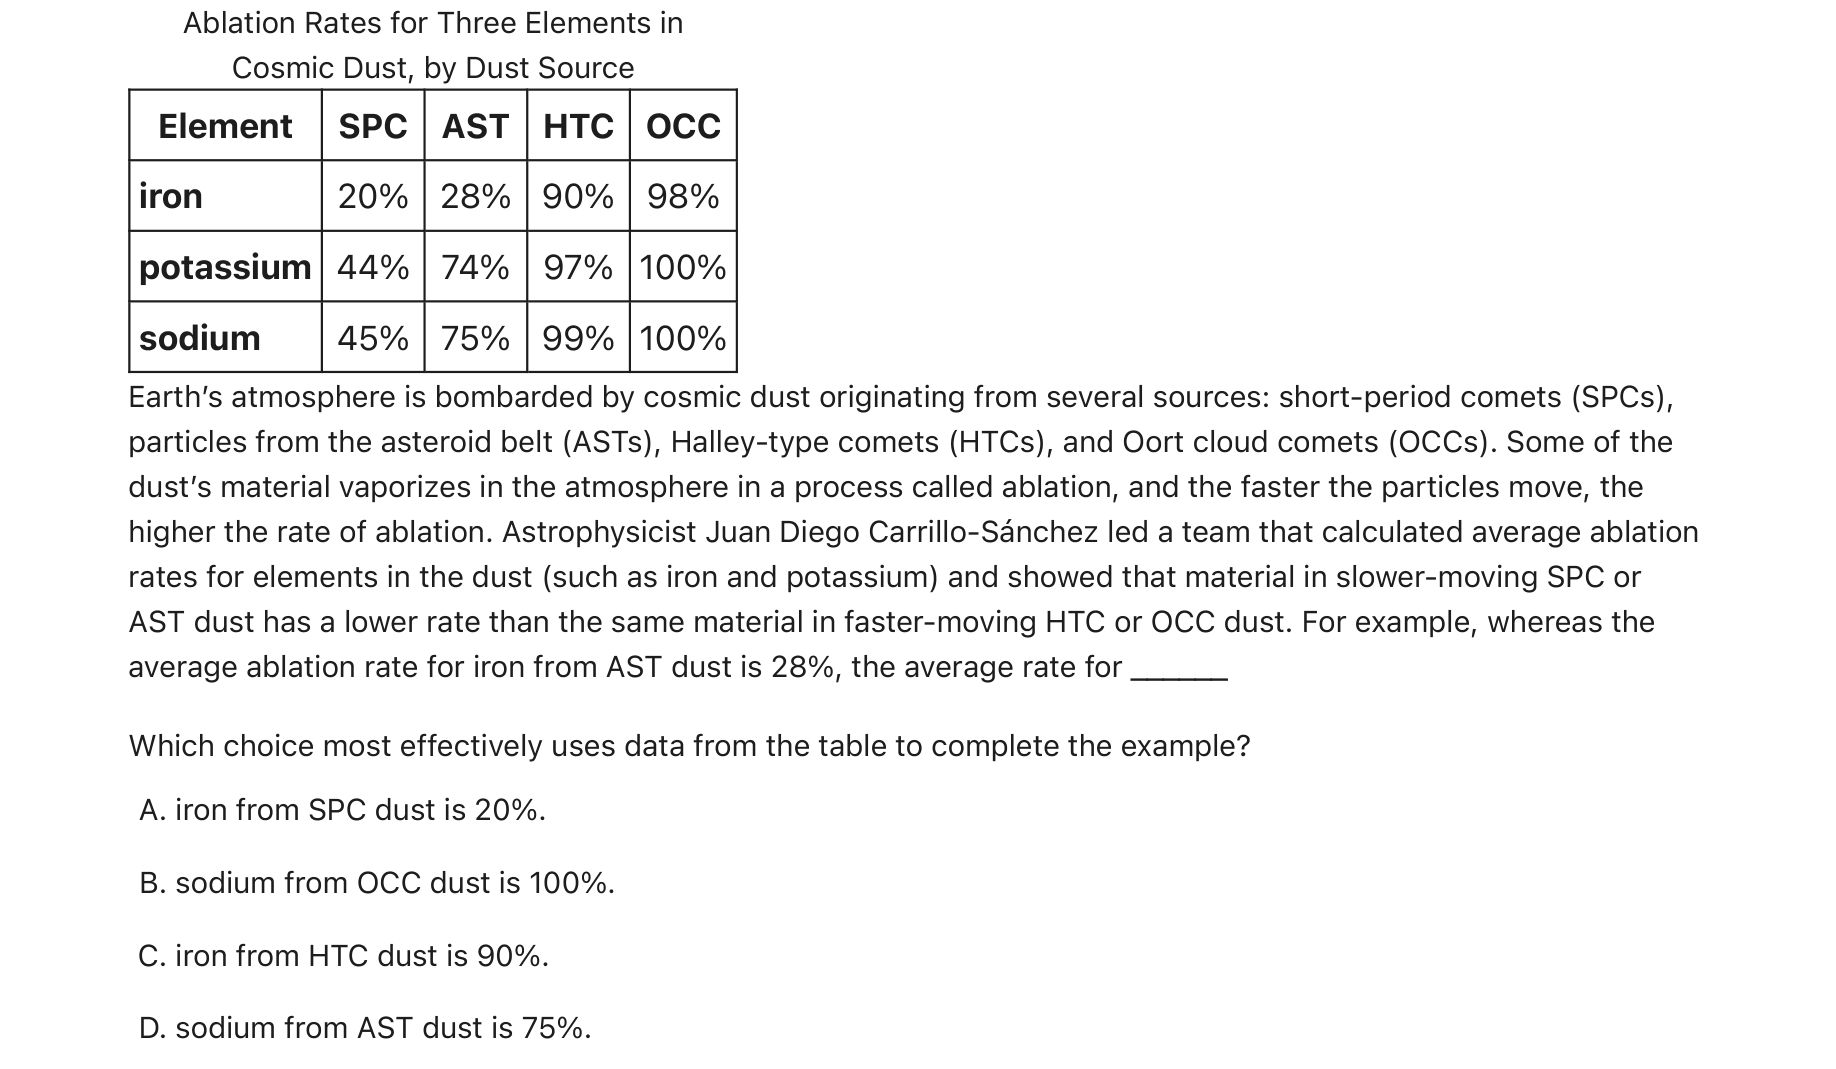 Ablation Rates for Three Elements in
Cosmic Dust, by Dust Source
Element SPC AST HTC OCC
iron 20% 28% 90% 98%
potassium 44% 74% 97% 100%
sodium 45% 75% 99% 100%
Earth’s atmosphere is bombarded by cosmic dust originating from several sources: short-period comets (SPCs),
particles from the asteroid belt (ASTs), Halley-type comets (HTCs), and Oort cloud comets (OCCs). Some of the
dust’s material vaporizes in the atmosphere in a process called ablation, and the faster the particles move, the
higher the rate of ablation. Astrophysicist Juan Diego Carrillo-Sánchez led a team that calculated average ablation
rates for elements in the dust (such as iron and potassium) and showed that material in slower-moving SPC or
AST dust has a lower rate than the same material in faster-moving HTC or OCC dust. For example, whereas the
average ablation rate for iron from AST dust is 28%, the average rate for ______
Which choice most effectively uses data from the table to complete the example?
A. iron from SPC dust is 20%.
B. sodium from OCC dust is 100%.
C. iron from HTC dust is 90%.
D. sodium from AST dust is 75%.